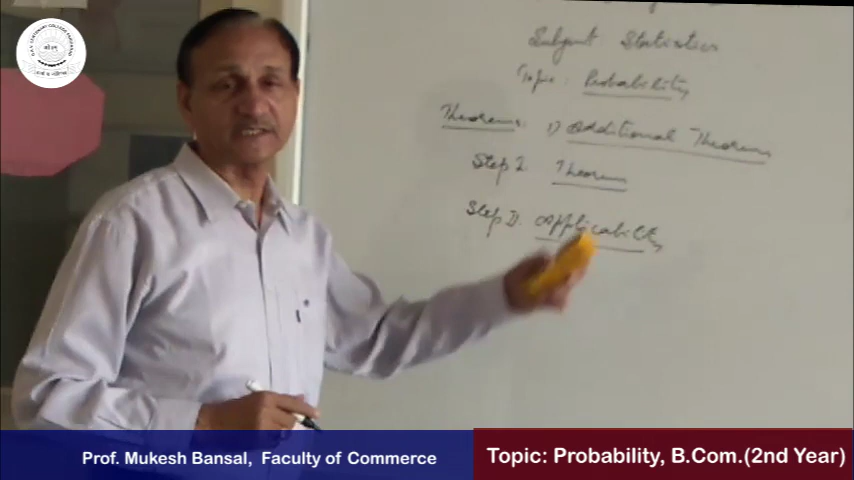 Subject Statistics
Topic: Probability
Theorems: 1) Additional Theorem
Step I Theorem
Step II. Applicability
Prof. Mukesh Bansal, Faculty of Commerce
Topic: Probability, B.Com.(2nd Year)